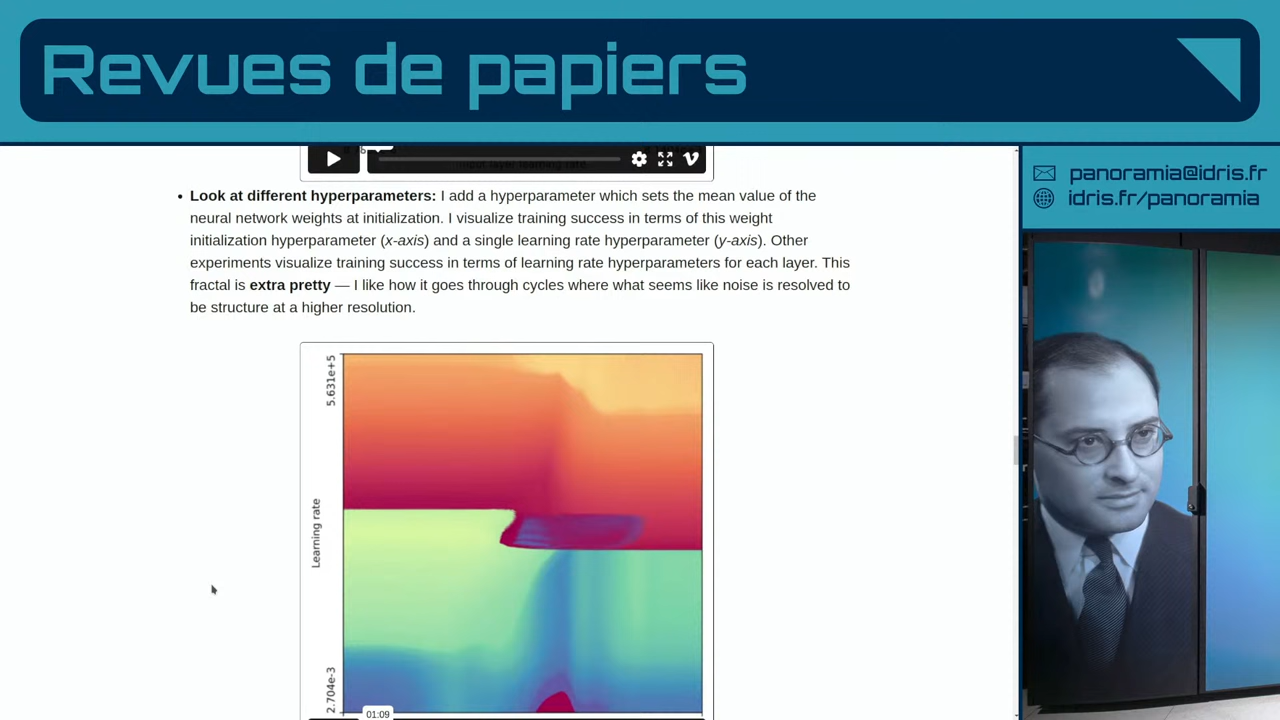 Revues de papiers
panoramia@idris.fr
idris.fr/panoramia
• Look at different hyperparameters: I add a hyperparameter which sets the mean value of the
neural network weights at initialization. I visualize training success in terms of this weight
initialization hyperparameter (x-axis) and a single learning rate hyperparameter (y-axis). Other
experiments visualize training success in terms of learning rate hyperparameters for each layer. This
fractal is extra pretty — I like how it goes through cycles where what seems like noise is resolved to
be structure at a higher resolution.
5.631e+5
Learning rate
2.704e-3
01:09